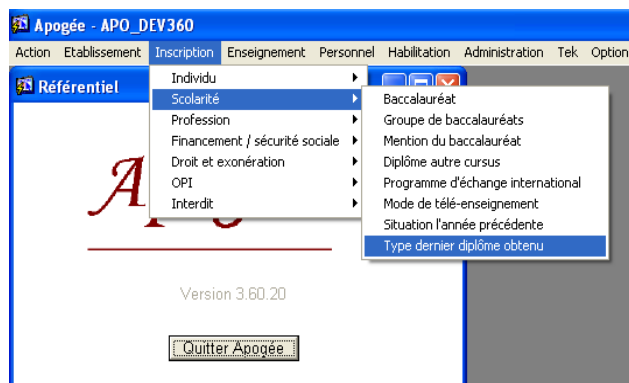 Apogée - APO_DEV360
Action Etablissement Inscription Enseignement Personnel Habilitation Administration Tek Option
Référentiel
Individu
Scolarité
Profession
Financement / sécurité sociale
Droit et exonération
OPI
Interdit
Baccalauréat
Groupe de baccalauréats
Mention du baccalauréat
Diplôme autre cursus
Programme d'échange international
Mode de télé-enseignement
Situation l'année précédente
Type dernier diplôme obtenu
Version 3.60.20
Quitter Apogée